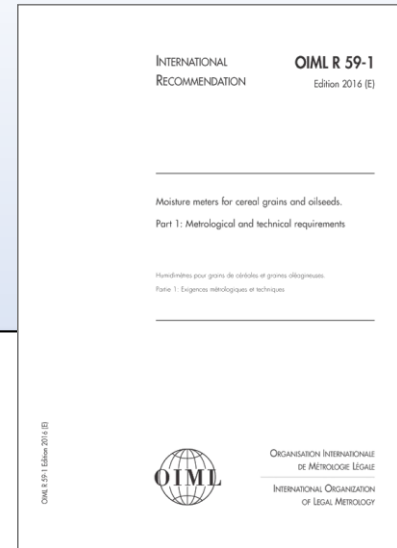 INTERNATIONAL
RECOMMENDATION
OIML R 59-1
Edition 2016 (E)
Moisture meters for cereal grains and oilseeds.
Part 1: Metrological and technical requirements
Humidimètres pour grains de céréales et graines oléagineuses.
Partie 1: Exigences métrologiques et techniques
OIML R 59-1 Edition 2016 (E)
OIML
ORGANISATION INTERNATIONALE
DE MÉTROLOGIE LÉGALE
INTERNATIONAL ORGANIZATION
OF LEGAL METROLOGY